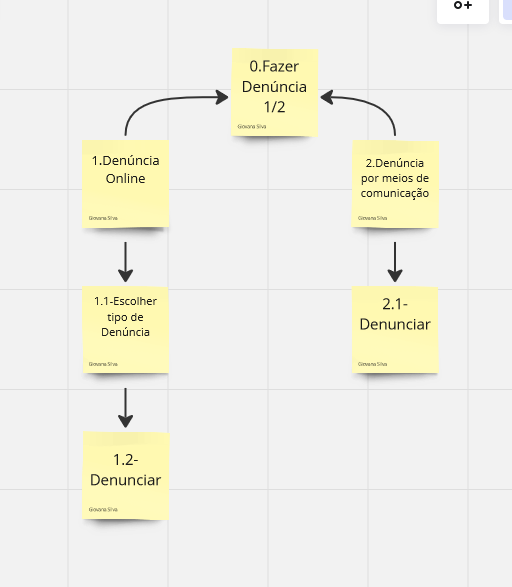 0.Fazer
Denúncia
1/2
Giovana Silva
1.Denúncia
Online
Giovana Silva
2.Denúncia
por meios de
comunicação
Giovana Silva
1.1-Escolher
tipo de
Denúncia
Giovana Silva
2.1-
Denunciar
Giovana Silva
1.2-
Denunciar
Giovana Silva